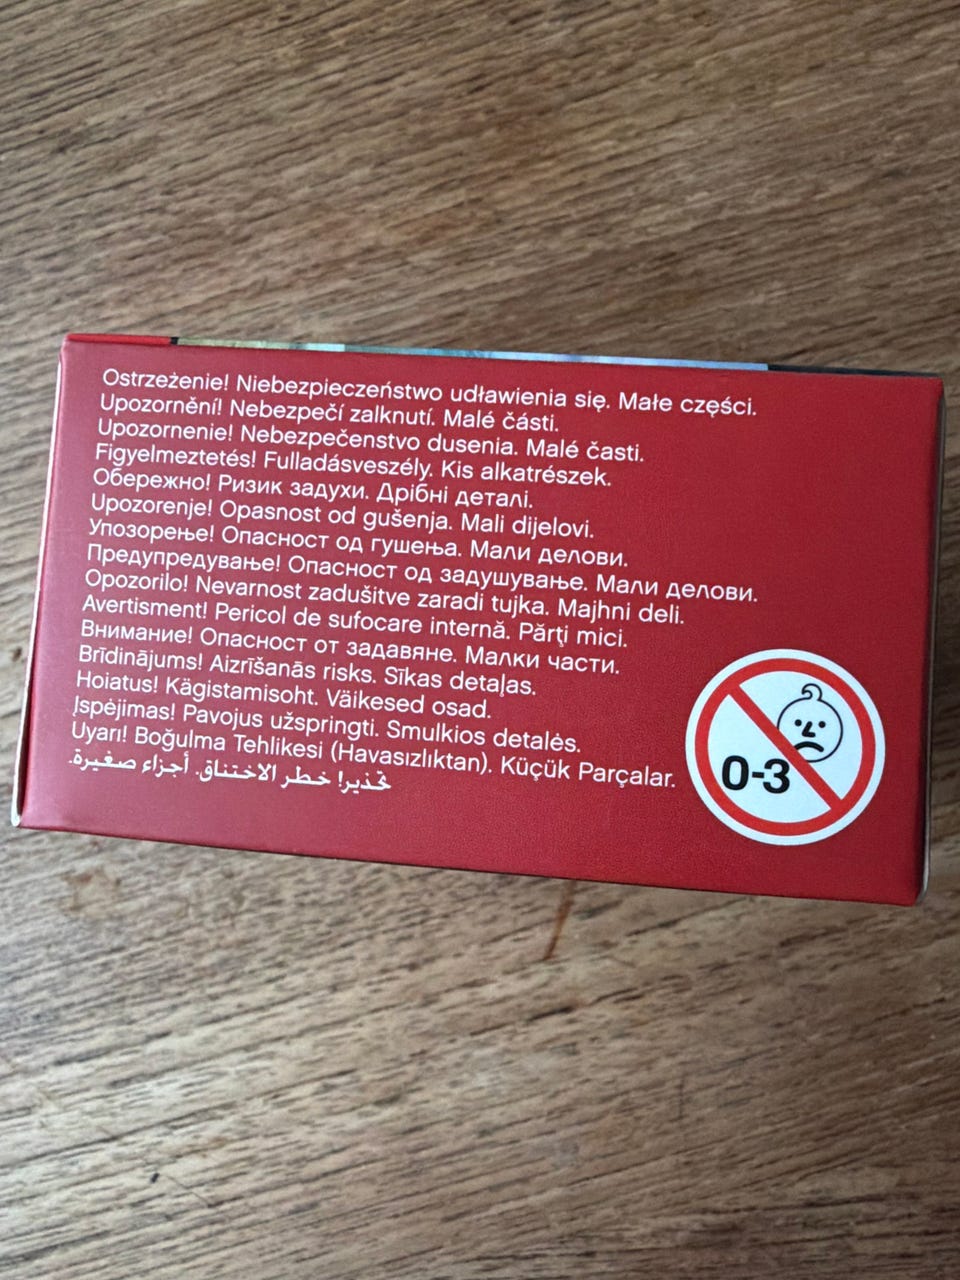 Ostrzeżenie! Niebezpieczeństwo udławienia się. Małe części.
Upozornění! Nebezpečí zalknutí. Malé části.
Upozornenie! Nebezpečenstvo dusenia. Malé časti.
Figyelmeztetés! Fulladásveszély. Kis alkatrészek.
Обережно! Ризик задухи. Дрібні деталі.
Upozorenje! Opasnost od gušenja. Mali dijelovi.
Упозорење! Опасност од гушења. Мали делови.
Предупредување! Опасност од задушување. Мали делови.
Opozorilo! Nevarnost zadušitve zaradi tujka. Majhni deli.
Avertisment! Pericol de sufocare internă. Părţi mici.
Внимание! Опасност от задавяне. Малки части.
Brīdinājums! Aizrīšanās risks. Sīkas detaļas.
Hoiatus! Kägistamisoht. Väikesed osad.
Įspėjimas! Pavojus užspringti. Smulkios detalės.
Uyarı! Boğulma Tehlikesi (Havasızlıktan). Küçük Parçalar.
تحذير! خطر الاختناق. أجزاء صغيرة.
0-3